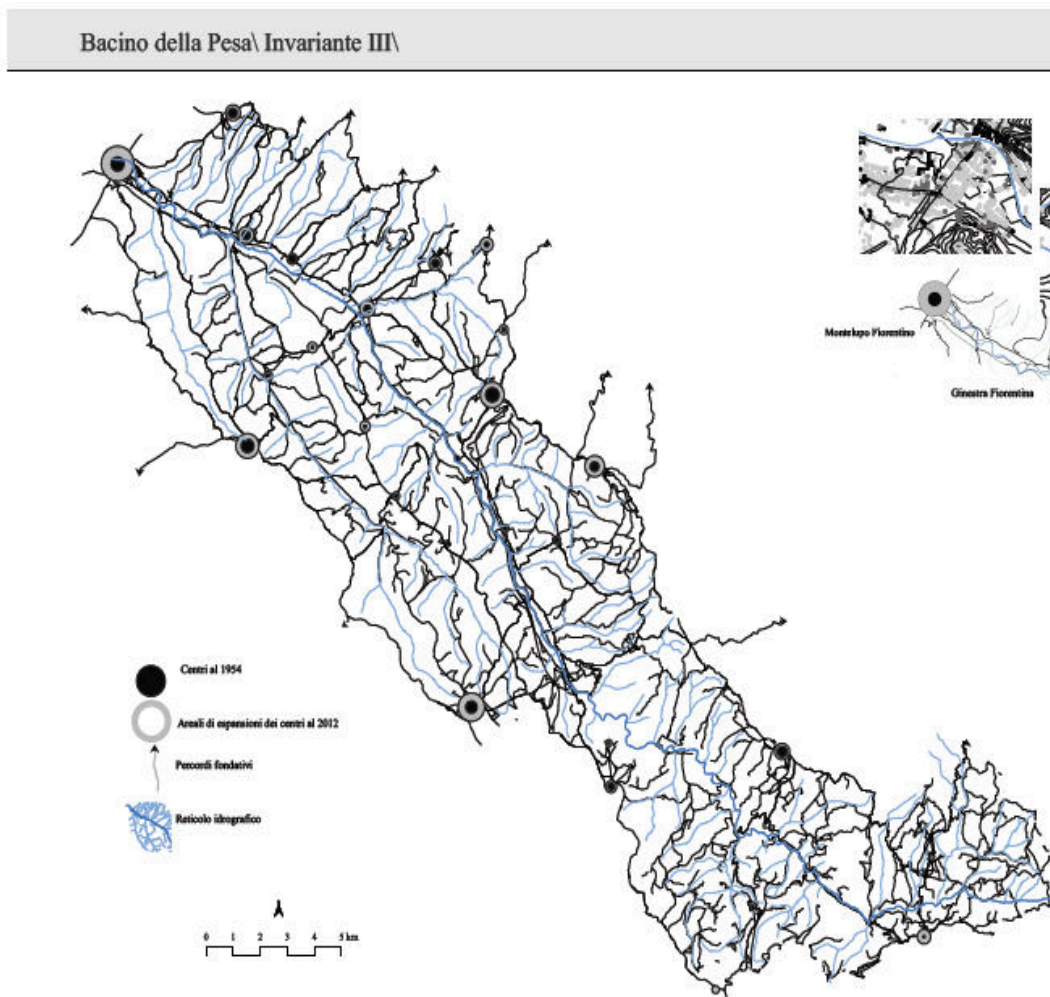 Bacino della Pesa\ Invariante III\
Montelupo Fiorentino
Ginestra Fiorentina
Centri al 1954
Areali di espansioni dei centri al 2012
Percordi fondativi
Reticolo idrografico
0 1 2 3 4 5 km